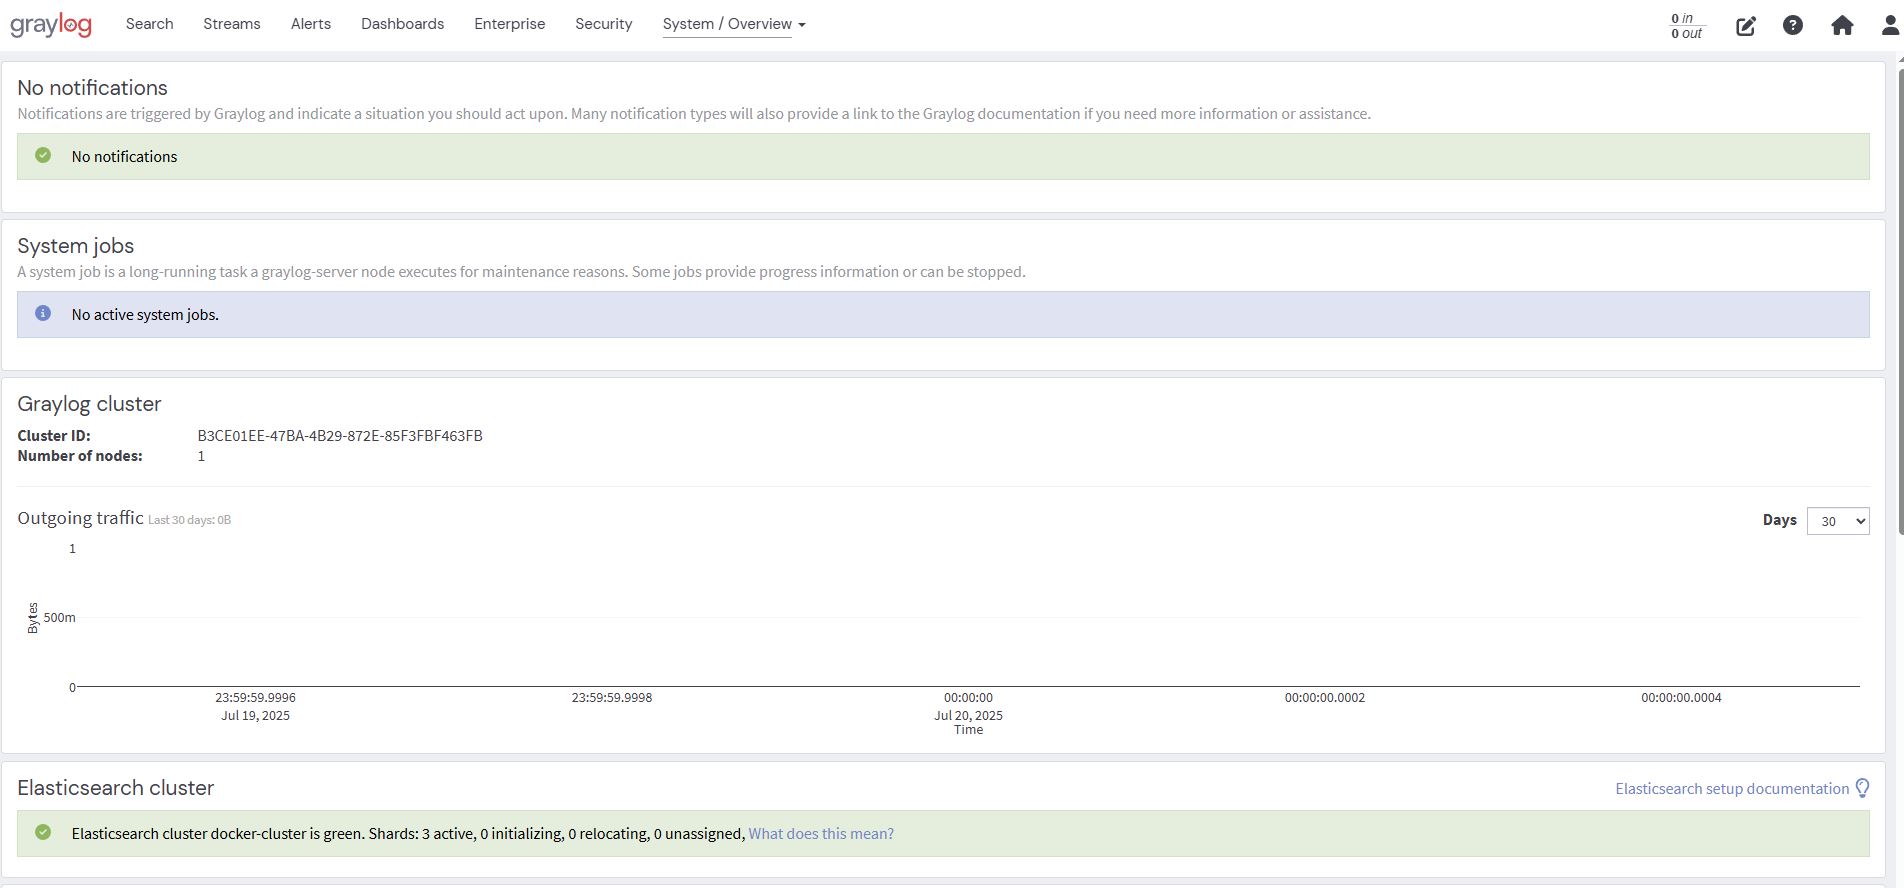 graylog Search Streams Alerts Dashboards Enterprise Security System / Overview 0 in
0 out
No notifications
Notifications are triggered by Graylog and indicate a situation you should act upon. Many notification types will also provide a link to the Graylog documentation if you need more information or assistance.
No notifications
System jobs
A system job is a long-running task a graylog-server node executes for maintenance reasons. Some jobs provide progress information or can be stopped.
No active system jobs.
Graylog cluster
Cluster ID: B3CE01EE-47BA-4B29-872E-85F3FBF463FB
Number of nodes: 1
Outgoing traffic Last 30 days: 0B Days 30
1
Bytes
500m
0
23:59:59.9996 23:59:59.9998 00:00:00 00:00:00.0002 00:00:00.0004
Jul 19, 2025 Jul 20, 2025
Time
Elasticsearch cluster Elasticsearch setup documentation
Elasticsearch cluster docker-cluster is green. Shards: 3 active, 0 initializing, 0 relocating, 0 unassigned, What does this mean?